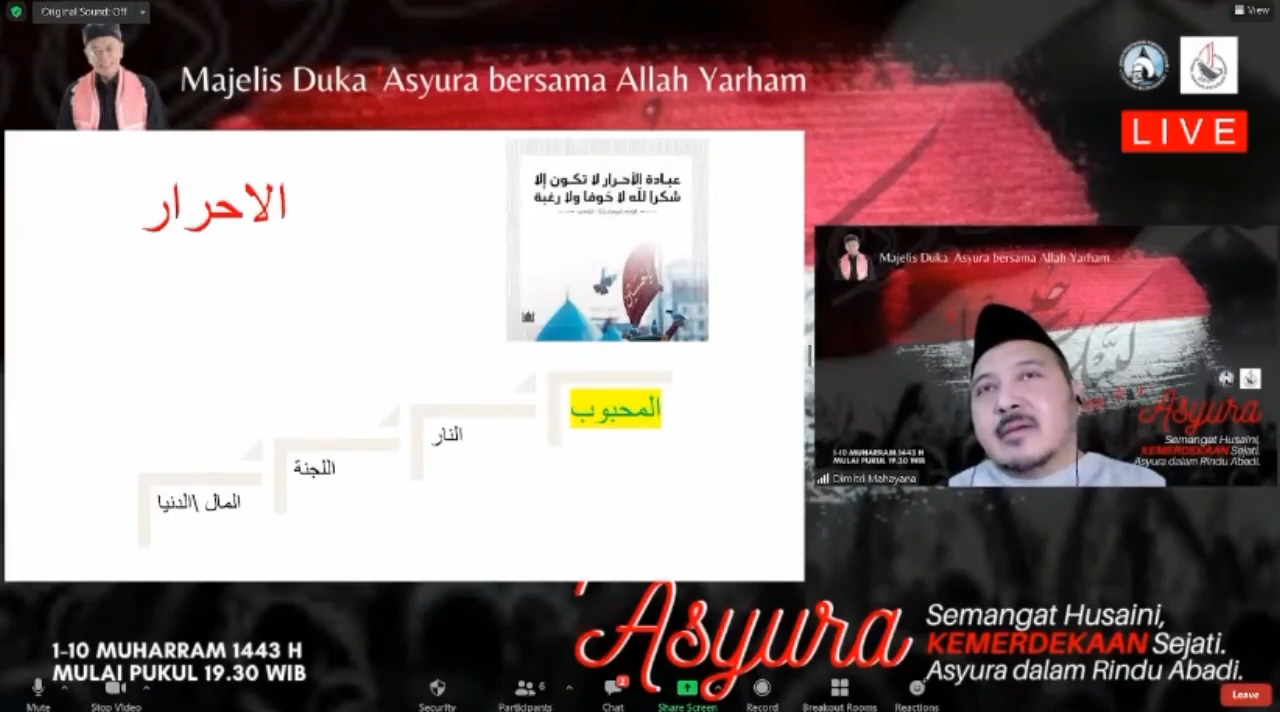 Original Sound: Off
View
Majelis Duka 'Asyura bersama Allah Yarham
LIVE
الاحرار
عبادة الأحرار لا تكون إلا
شكرا لله لا خوفا ولا رغبة
المحبوب
النار
اللجنة
المال \الدنيا
Majelis Duka 'Asyura bersama Allah Yarham
لبيك
'Asyura
Semangat Husaini,
KEMERDEKAAN Sejati.
Asyura dalam Rindu Abadi.
1-10 MUHARRAM 1443 H
MULAI PUKUL 19.30 WIB
Dimitri Mahayana
'Asyura
Semangat Husaini,
KEMERDEKAAN Sejati.
Asyura dalam Rindu Abadi.
1-10 MUHARRAM 1443 H
MULAI PUKUL 19.30 WIB
Mute
Stop Video
Security
Participants
6
Chat
2
Share Screen
Record
Breakout Rooms
Reactions
Leave